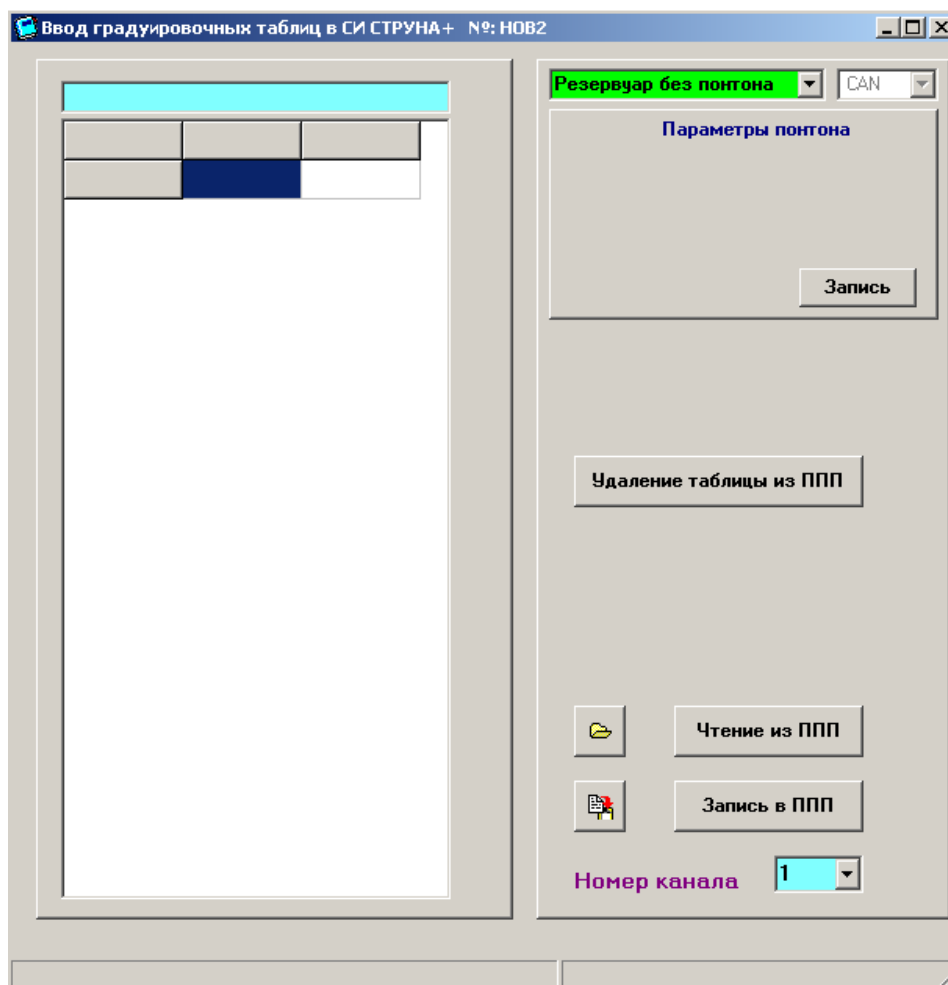 Ввод градуировочных таблиц в СИ СТРУНА+ №: НОВ2
Резервуар без понтона
CAN
Параметры понтона
Запись
Удаление таблицы из ППП
Чтение из ППП
Запись в ППП
Номер канала 1